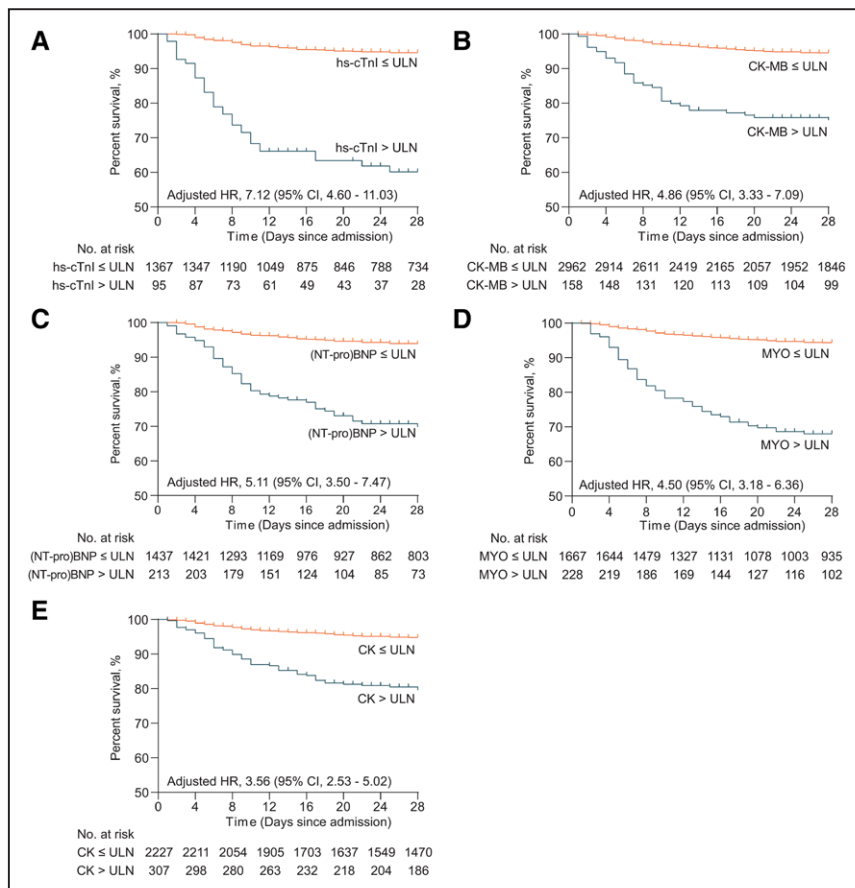 A
Percent survival, %
100
90
80
70
60
50
hs-cTnI ≤ ULN
hs-cTnI > ULN
Adjusted HR, 7.12 (95% CI, 4.60 - 11.03)
0 4 8 12 16 20 24 28
Time (Days since admission)
No. at risk
hs-cTnI ≤ ULN 1367 1347 1190 1049 875 846 788 734
hs-cTnI > ULN 95 87 73 61 49 43 37 28
B
Percent survival, %
100
90
80
70
60
50
CK-MB ≤ ULN
CK-MB > ULN
Adjusted HR, 4.86 (95% CI, 3.33 - 7.09)
0 4 8 12 16 20 24 28
Time (Days since admission)
No. at risk
CK-MB ≤ ULN 2962 2914 2611 2419 2165 2057 1952 1846
CK-MB > ULN 158 148 131 120 113 109 104 99
C
Percent survival, %
100
90
80
70
60
50
(NT-pro)BNP ≤ ULN
(NT-pro)BNP > ULN
Adjusted HR, 5.11 (95% CI, 3.50 - 7.47)
0 4 8 12 16 20 24 28
Time (Days since admission)
No. at risk
(NT-pro)BNP ≤ ULN 1437 1421 1293 1169 976 927 862 803
(NT-pro)BNP > ULN 213 203 179 151 124 104 85 73
D
Percent survival, %
100
90
80
70
60
50
MYO ≤ ULN
MYO > ULN
Adjusted HR, 4.50 (95% CI, 3.18 - 6.36)
0 4 8 12 16 20 24 28
Time (Days since admission)
No. at risk
MYO ≤ ULN 1667 1644 1479 1327 1131 1078 1003 935
MYO > ULN 228 219 186 169 144 127 116 102
E
Percent survival, %
100
90
80
70
60
50
CK ≤ ULN
CK > ULN
Adjusted HR, 3.56 (95% CI, 2.53 - 5.02)
0 4 8 12 16 20 24 28
Time (Days since admission)
No. at risk
CK ≤ ULN 2227 2211 2054 1905 1703 1637 1549 1470
CK > ULN 307 298 280 263 232 218 204 186